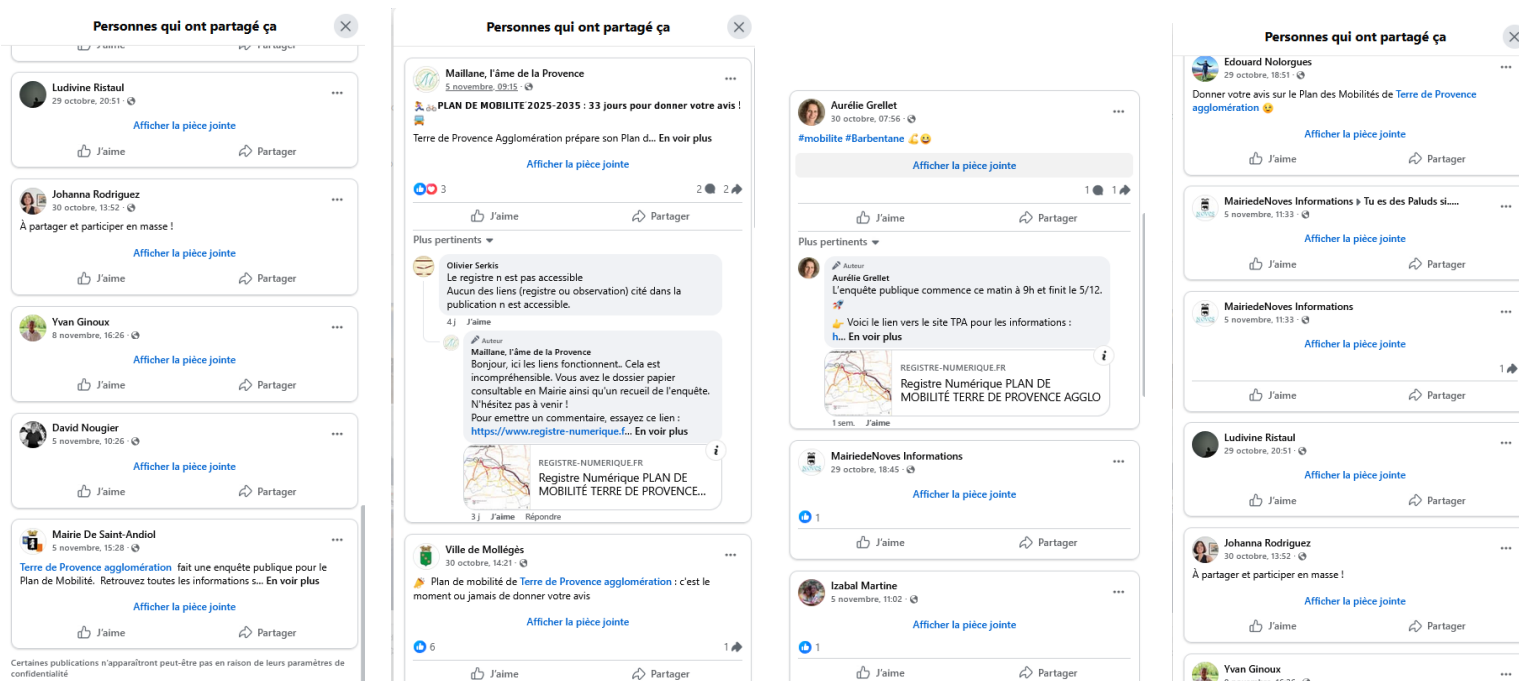 Personnes qui ont partagé ça
J'aime Partager
Ludivine Ristaul
29 octobre, 20:51 ·
Afficher la pièce jointe
J'aime Partager
Johanna Rodriguez
30 octobre, 13:52 ·
À partager et participer en masse !
Afficher la pièce jointe
J'aime Partager
Yvan Ginoux
8 novembre, 16:26 ·
Afficher la pièce jointe
J'aime Partager
David Nougier
5 novembre, 10:26 ·
Afficher la pièce jointe
J'aime Partager
Mairie De Saint-Andiol
5 novembre, 15:28 ·
Terre de Provence agglomération fait une enquête publique pour le
Plan de Mobilité. Retrouvez toutes les informations s... En voir plus
Afficher la pièce jointe
J'aime Partager
Certaines publications n'apparaîtront peut-être pas en raison de leurs paramètres de
confidentialité
Personnes qui ont partagé ça
Maillane, l'âme de la Provence
5 novembre, 09:15 ·
PLAN DE MOBILITE 2025-2035 : 33 jours pour donner votre avis !
Terre de Provence Agglomération prépare son Plan d... En voir plus
Afficher la pièce jointe
3 2 2
J'aime Partager
Plus pertinents
Olivier Serkis
Le registre n est pas accessible
Aucun des liens (registre ou observation) cité dans la
publication n est accessible.
4 j J'aime
Auteur
Maillane, l'âme de la Provence
Bonjour, ici les liens fonctionnent.. Cela est
incompréhensible. Vous avez le dossier papier
consultable en Mairie ainsi qu'un recueil de l'enquête.
N'hésitez pas à venir !
Pour emettre un commentaire, essayez ce lien :
https://www.registre-numerique.f... En voir plus
REGISTRE-NUMERIQUE.FR
Registre Numérique PLAN DE
MOBILITÉ TERRE DE PROVENCE...
3 j J'aime Répondre
Ville de Mollégès
30 octobre, 14:21 ·
Plan de mobilité de Terre de Provence agglomération : c'est le
moment ou jamais de donner votre avis
Afficher la pièce jointe
6 1
J'aime Partager
Aurélie Grellet
30 octobre, 07:56 ·
#mobilite #Barbentane
Afficher la pièce jointe
1 1
J'aime Partager
Plus pertinents
Auteur
Aurélie Grellet
L'enquête publique commence ce matin à 9h et finit le 5/12.
Voici le lien vers le site TPA pour les informations :
h... En voir plus
REGISTRE-NUMERIQUE.FR
Registre Numérique PLAN DE
MOBILITÉ TERRE DE PROVENCE AGGLO
1 sem. J'aime
MairiedeNoves Informations
29 octobre, 18:45 ·
Afficher la pièce jointe
1
J'aime Partager
Izabal Martine
5 novembre, 11:02 ·
Afficher la pièce jointe
1
J'aime Partager
Personnes qui ont partagé ça
Edouard Nolorgues
29 octobre, 18:51 ·
Donner votre avis sur le Plan des Mobilités de Terre de Provence
agglomération
Afficher la pièce jointe
J'aime Partager
MairiedeNoves Informations ▸ Tu es des Paluds si.....
5 novembre, 11:33 ·
Afficher la pièce jointe
J'aime Partager
MairiedeNoves Informations
5 novembre, 11:33 ·
Afficher la pièce jointe
1
J'aime Partager
Ludivine Ristaul
29 octobre, 20:51 ·
Afficher la pièce jointe
J'aime Partager
Johanna Rodriguez
30 octobre, 13:52 ·
À partager et participer en masse !
Afficher la pièce jointe
J'aime Partager
Yvan Ginoux